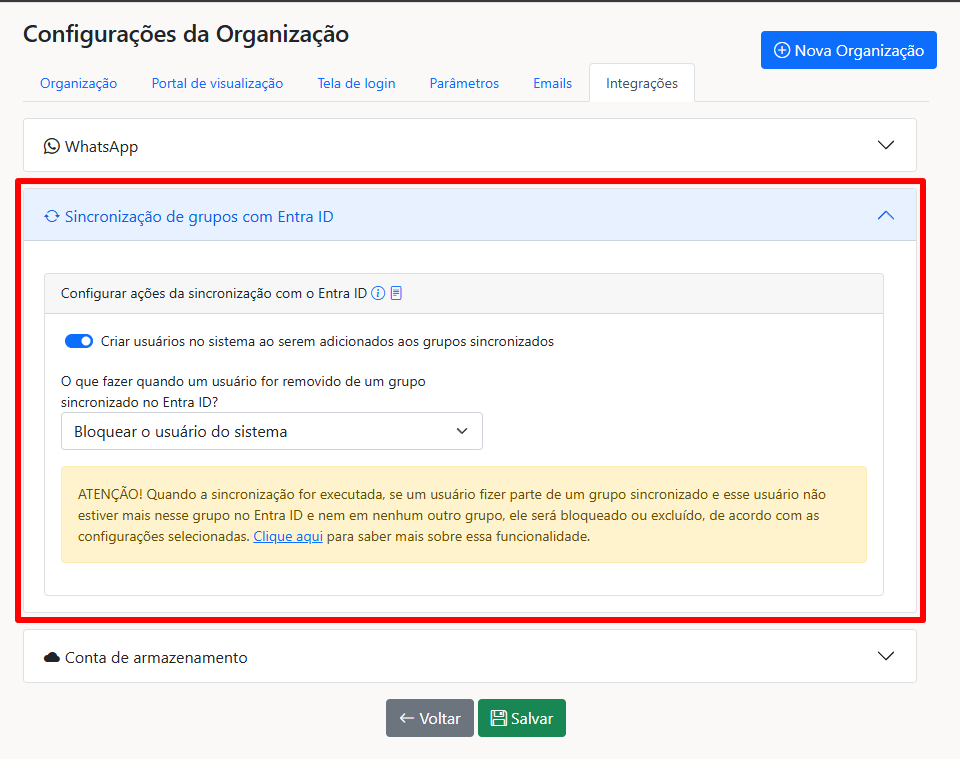 Configurações da Organização
Nova Organização
Organização
Portal de visualização
Tela de login
Parâmetros
Emails
Integrações
WhatsApp
Sincronização de grupos com Entra ID
Configurar ações da sincronização com o Entra ID
Criar usuários no sistema ao serem adicionados aos grupos sincronizados
O que fazer quando um usuário for removido de um grupo
sincronizado no Entra ID?
Bloquear o usuário do sistema
ATENÇÃO! Quando a sincronização for executada, se um usuário fizer parte de um grupo sincronizado e esse usuário não
estiver mais nesse grupo no Entra ID e nem em nenhum outro grupo, ele será bloqueado ou excluído, de acordo com as
configurações selecionadas. Clique aqui para saber mais sobre essa funcionalidade.
Conta de armazenamento
Voltar
Salvar